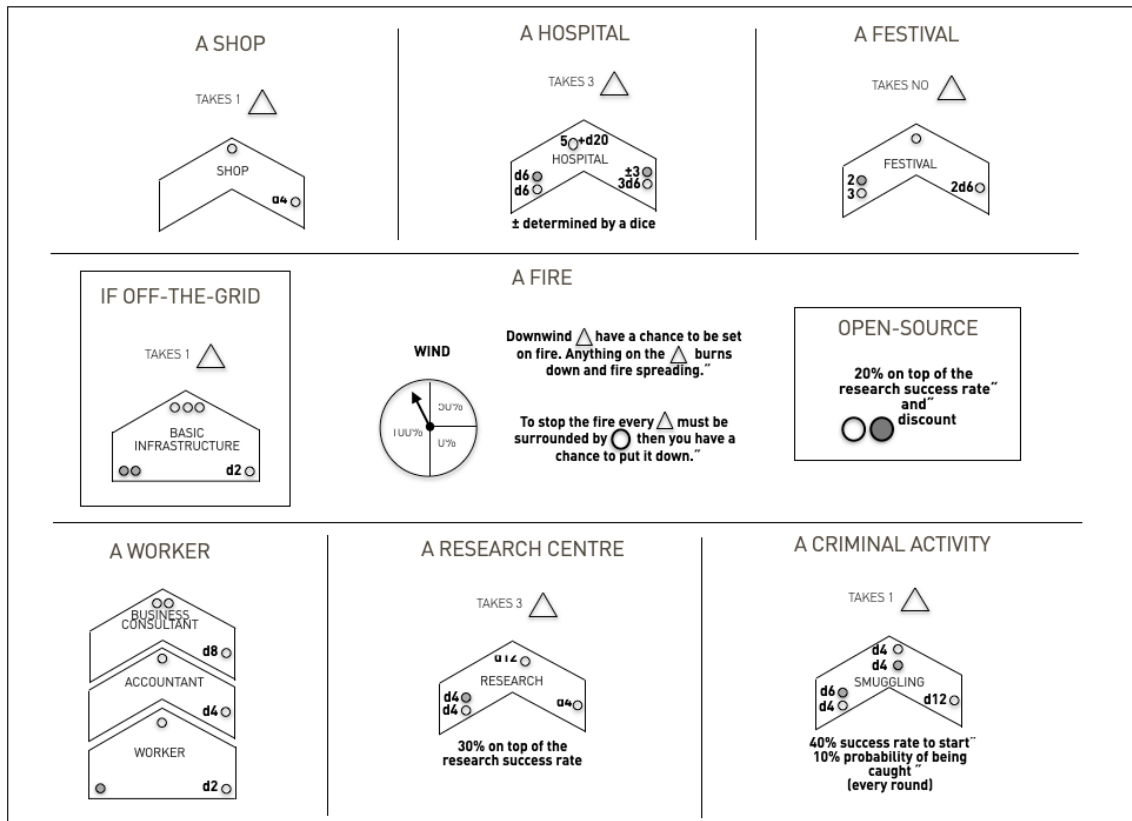 A SHOP
TAKES 1
SHOP
d4
A HOSPITAL
TAKES 3
5 +d20
HOSPITAL
d6
d6
±3
3d6
± determined by a dice
A FESTIVAL
TAKES NO
FESTIVAL
2
3
2d6
IF OFF-THE-GRID
TAKES 1
BASIC
INFRASTRUCTURE
d2
A FIRE
WIND
100%
50%
0%
Downwind have a chance to be set
on fire. Anything on the burns
down and fire spreading.˝
To stop the fire every must be
surrounded by then you have a
chance to put it down.˝
OPEN-SOURCE
20% on top of the
research success rate˝
and˝
discount
A WORKER
BUSINESS
CONSULTANT
d8
ACCOUNTANT
d4
WORKER
d2
A RESEARCH CENTRE
TAKES 3
d12
RESEARCH
d4
d4
d4
30% on top of the
research success rate
A CRIMINAL ACTIVITY
TAKES 1
d4
d4
SMUGGLING
d6
d4
d12
40% success rate to start˝
10% probability of being
caught ˝
(every round)